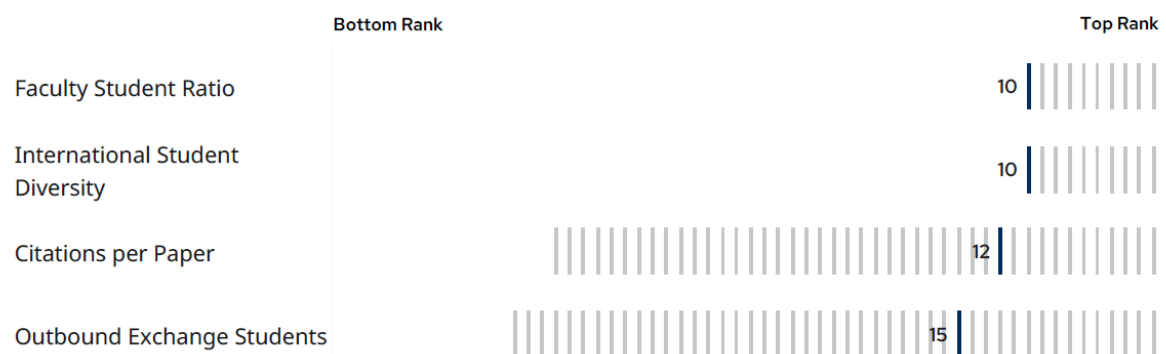 Bottom Rank Top Rank
Faculty Student Ratio 10
International Student
Diversity 10
Citations per Paper 12
Outbound Exchange Students 15